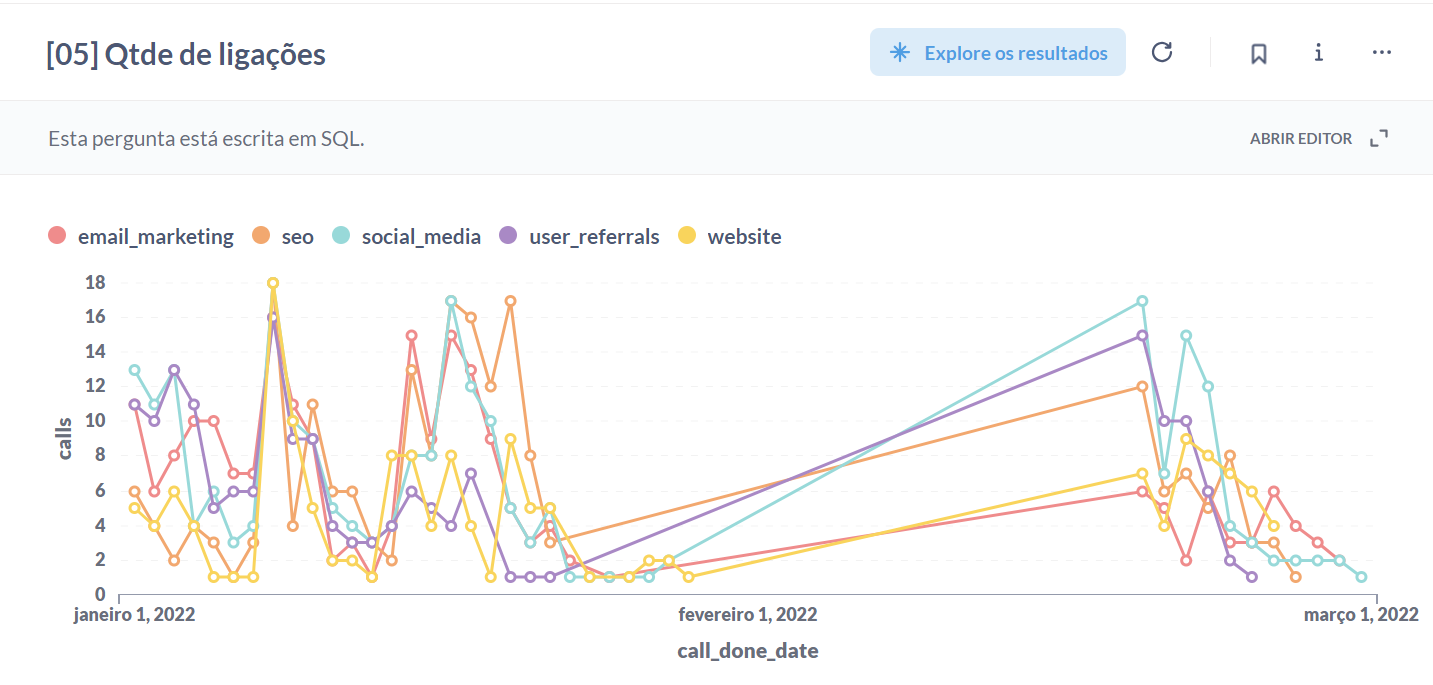 [05] Qtde de ligações
Explore os resultados
Esta pergunta está escrita em SQL.
ABRIR EDITOR
email_marketing
seo
social_media
user_referrals
website
18
16
14
12
10
8
6
4
2
0
calls
janeiro 1, 2022
fevereiro 1, 2022
março 1, 2022
call_done_date